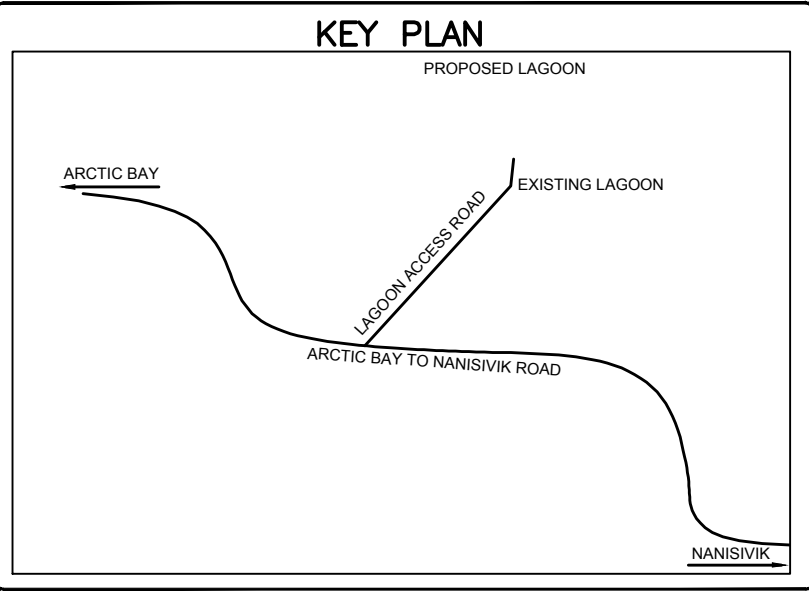 KEY PLAN
PROPOSED LAGOON
ARCTIC BAY
EXISTING LAGOON
LAGOON ACCESS ROAD
ARCTIC BAY TO NANISIVIK ROAD
NANISIVIK